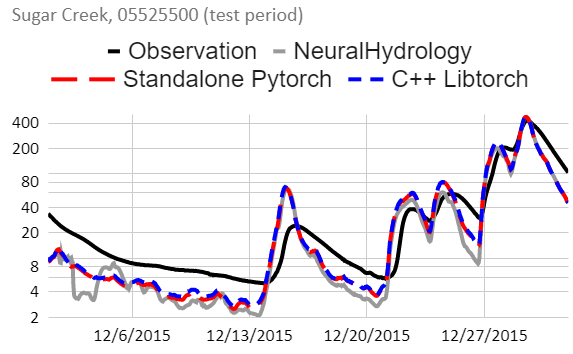 Sugar Creek, 05525500 (test period)
Observation NeuralHydrology
Standalone Pytorch C++ Libtorch
400
200
80
40
20
8
4
2
12/6/2015 12/13/2015 12/20/2015 12/27/2015